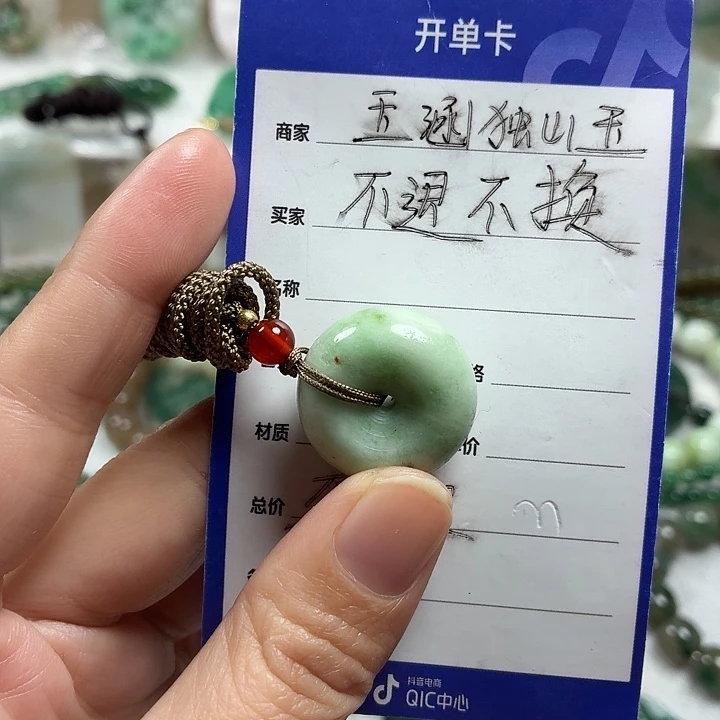 开单卡
商家 玉涵独山玉
买家 不退不换
名称
格
材质
价
总价
抖音电商
QIC中心